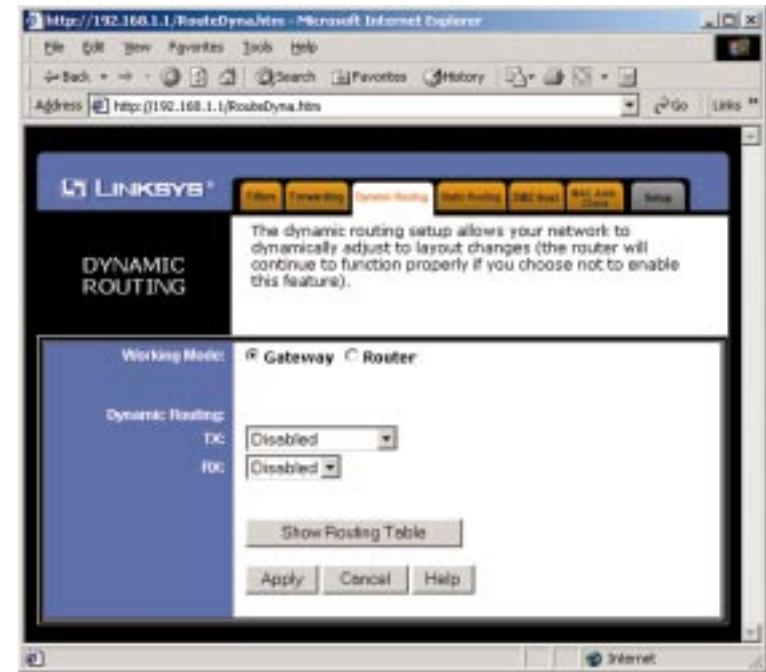 http://192.168.1.1/RouteDyna.htm - Microsoft Internet Explorer
File Edit View Favorites Tools Help
Back Search Favorites History
Address http://192.168.1.1/RouteDyna.htm Go Links »
LINKSYS®
Filters Forwarding Dynamic Routing Static Routing DMZ Host MAC Addr. Clone Setup
DYNAMIC ROUTING
The dynamic routing setup allows your network to
dynamically adjust to layout changes (the router will
continue to function properly if you choose not to enable
this feature).
Working Mode: Gateway Router
Dynamic Routing:
TX: Disabled
RX: Disabled
Show Routing Table
Apply Cancel Help
Internet